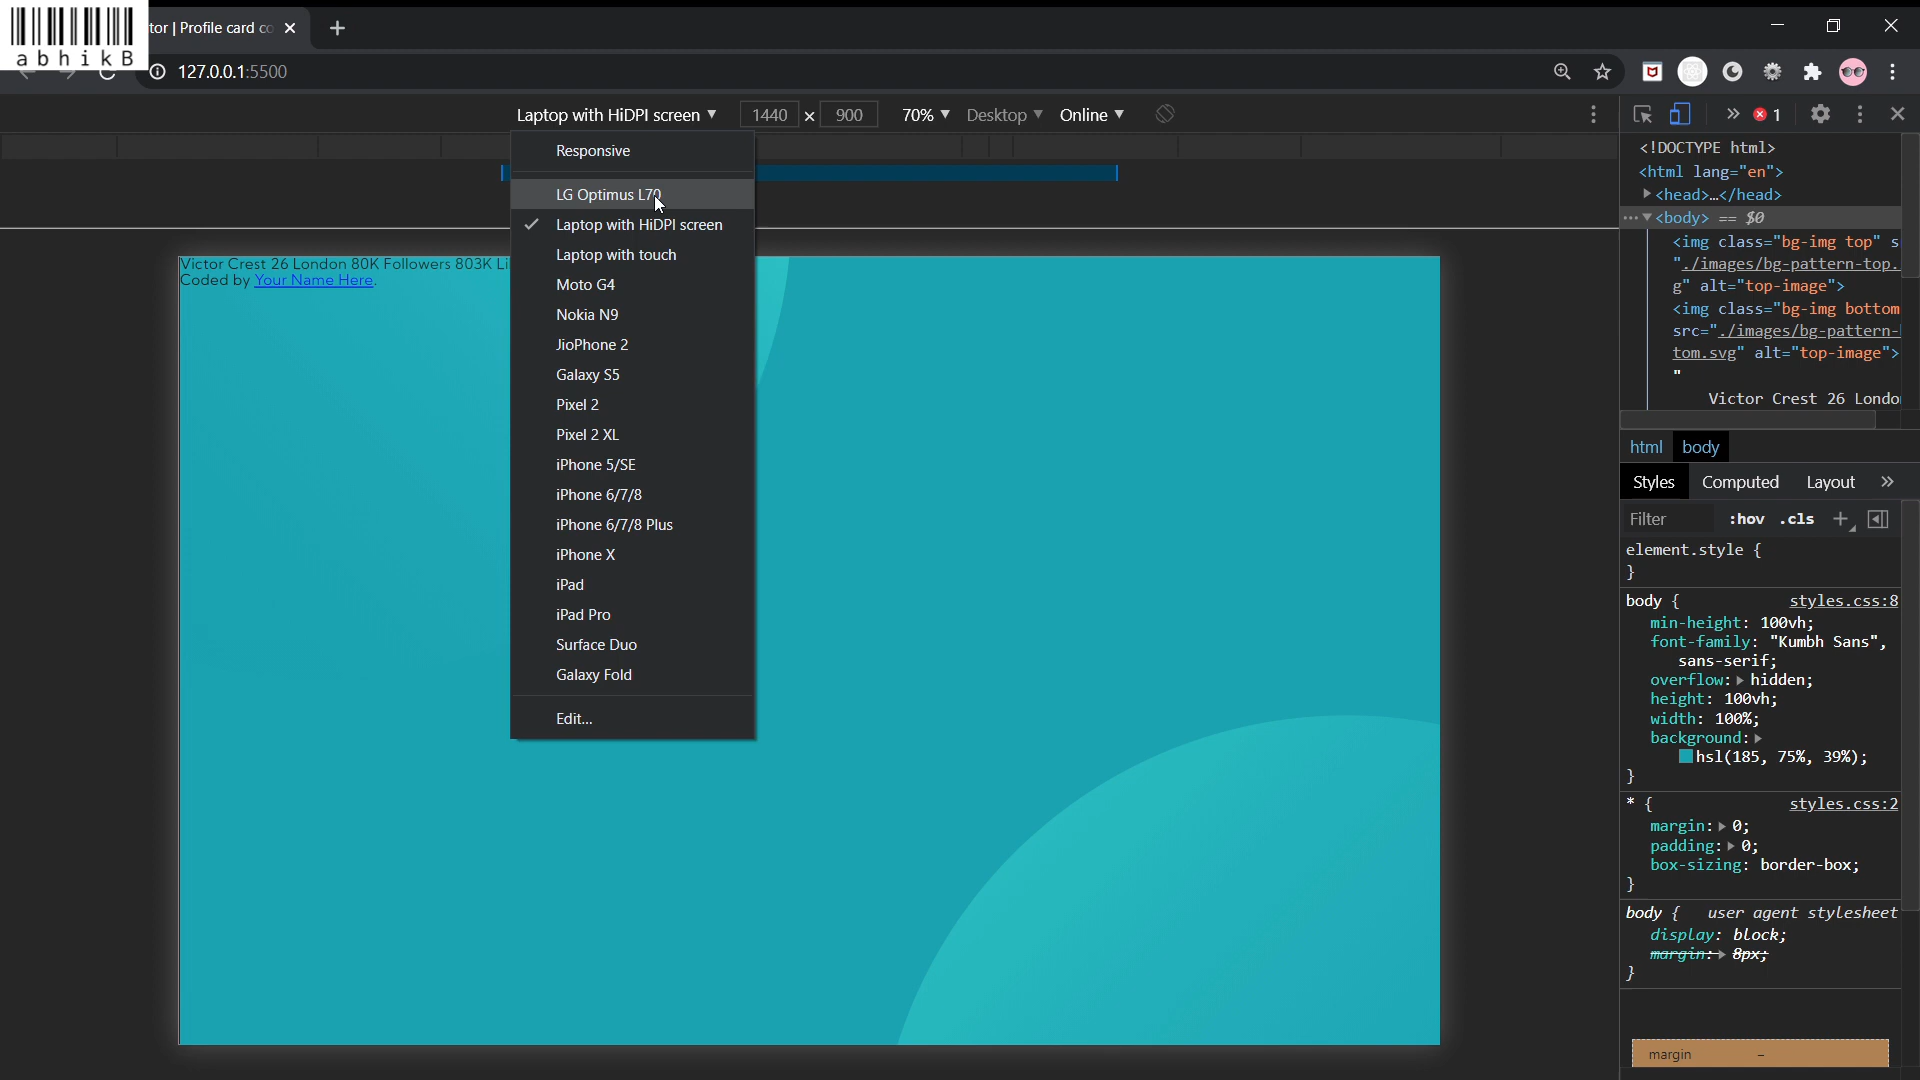 abhikB
tor | Profile card co
127.0.0.1:5500
Laptop with HiDPI screen 1440 × 900 70% Desktop Online
1
Responsive
LG Optimus L70
Laptop with HiDPI screen
Laptop with touch
Moto G4
Nokia N9
JioPhone 2
Galaxy S5
Pixel 2
Pixel 2 XL
iPhone 5/SE
iPhone 6/7/8
iPhone 6/7/8 Plus
iPhone X
iPad
iPad Pro
Surface Duo
Galaxy Fold
Edit...
Victor Crest 26 London 80K Followers 803K Li
Coded by Your Name Here.
<!DOCTYPE html>
<html lang="en">
<head>…</head>
<body> == $0
<img class="bg-img top" s
"./images/bg-pattern-top.
g" alt="top-image">
<img class="bg-img bottom
src="./images/bg-pattern-
tom.svg" alt="top-image">
"
Victor Crest 26 Londo
html body
Styles Computed Layout »
Filter :hov .cls +
element.style {
}
body { styles.css:8
min-height: 100vh;
font-family: "Kumbh Sans",
sans-serif;
overflow: hidden;
height: 100vh;
width: 100%;
background:
hsl(185, 75%, 39%);
}
* { styles.css:2
margin: 0;
padding: 0;
box-sizing: border-box;
}
body { user agent stylesheet
display: block;
margin: 8px;
}
margin –